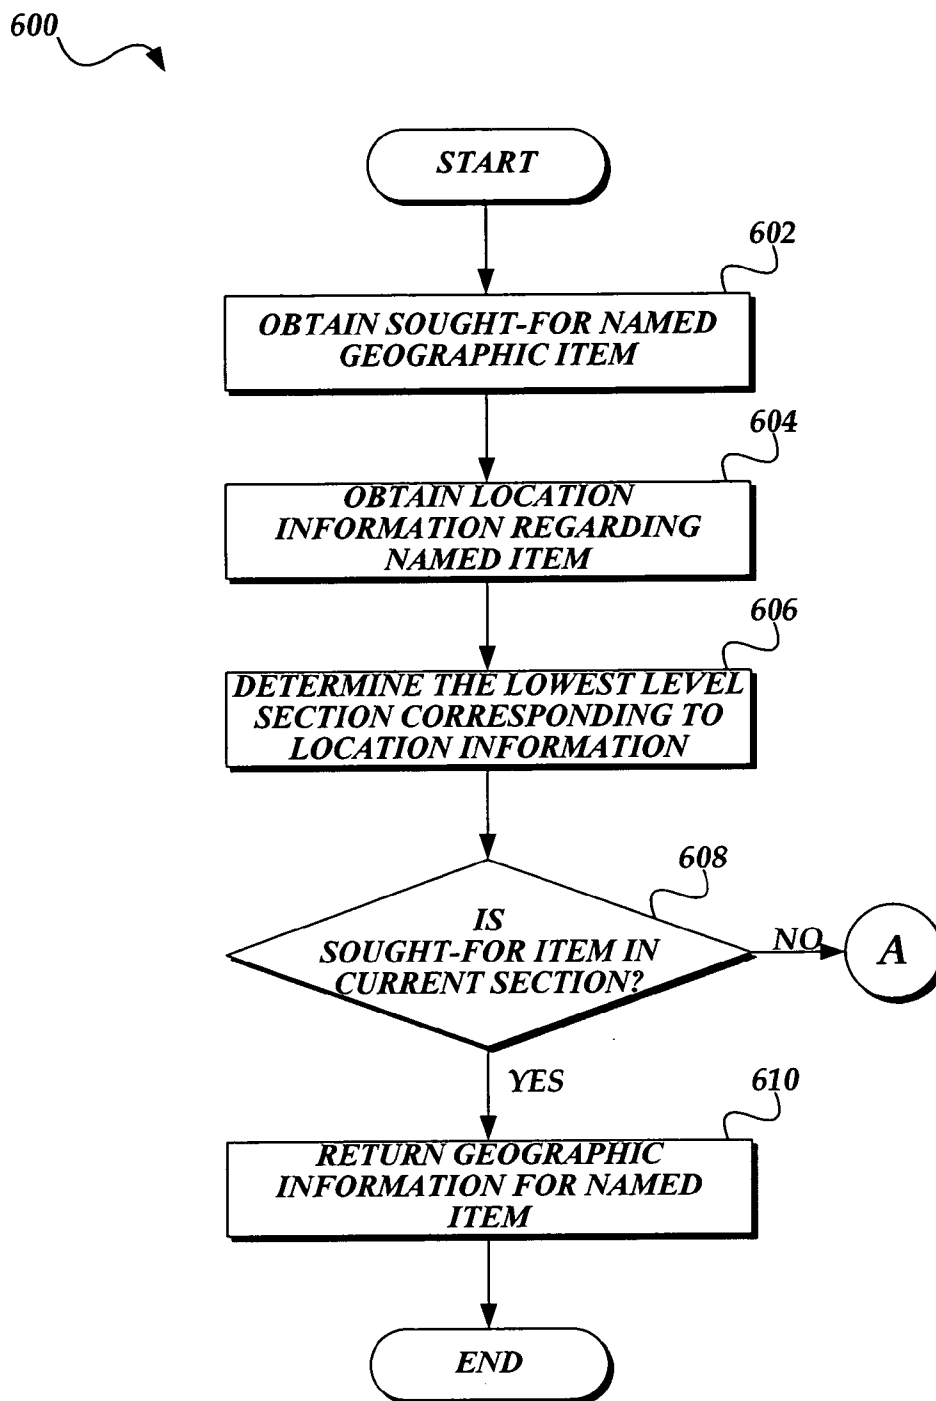 600
START
602
OBTAIN SOUGHT-FOR NAMED
GEOGRAPHIC ITEM
604
OBTAIN LOCATION
INFORMATION REGARDING
NAMED ITEM
606
DETERMINE THE LOWEST LEVEL
SECTION CORRESPONDING TO
LOCATION INFORMATION
608
IS
SOUGHT-FOR ITEM IN
CURRENT SECTION?
NO
A
YES
610
RETURN GEOGRAPHIC
INFORMATION FOR NAMED
ITEM
END